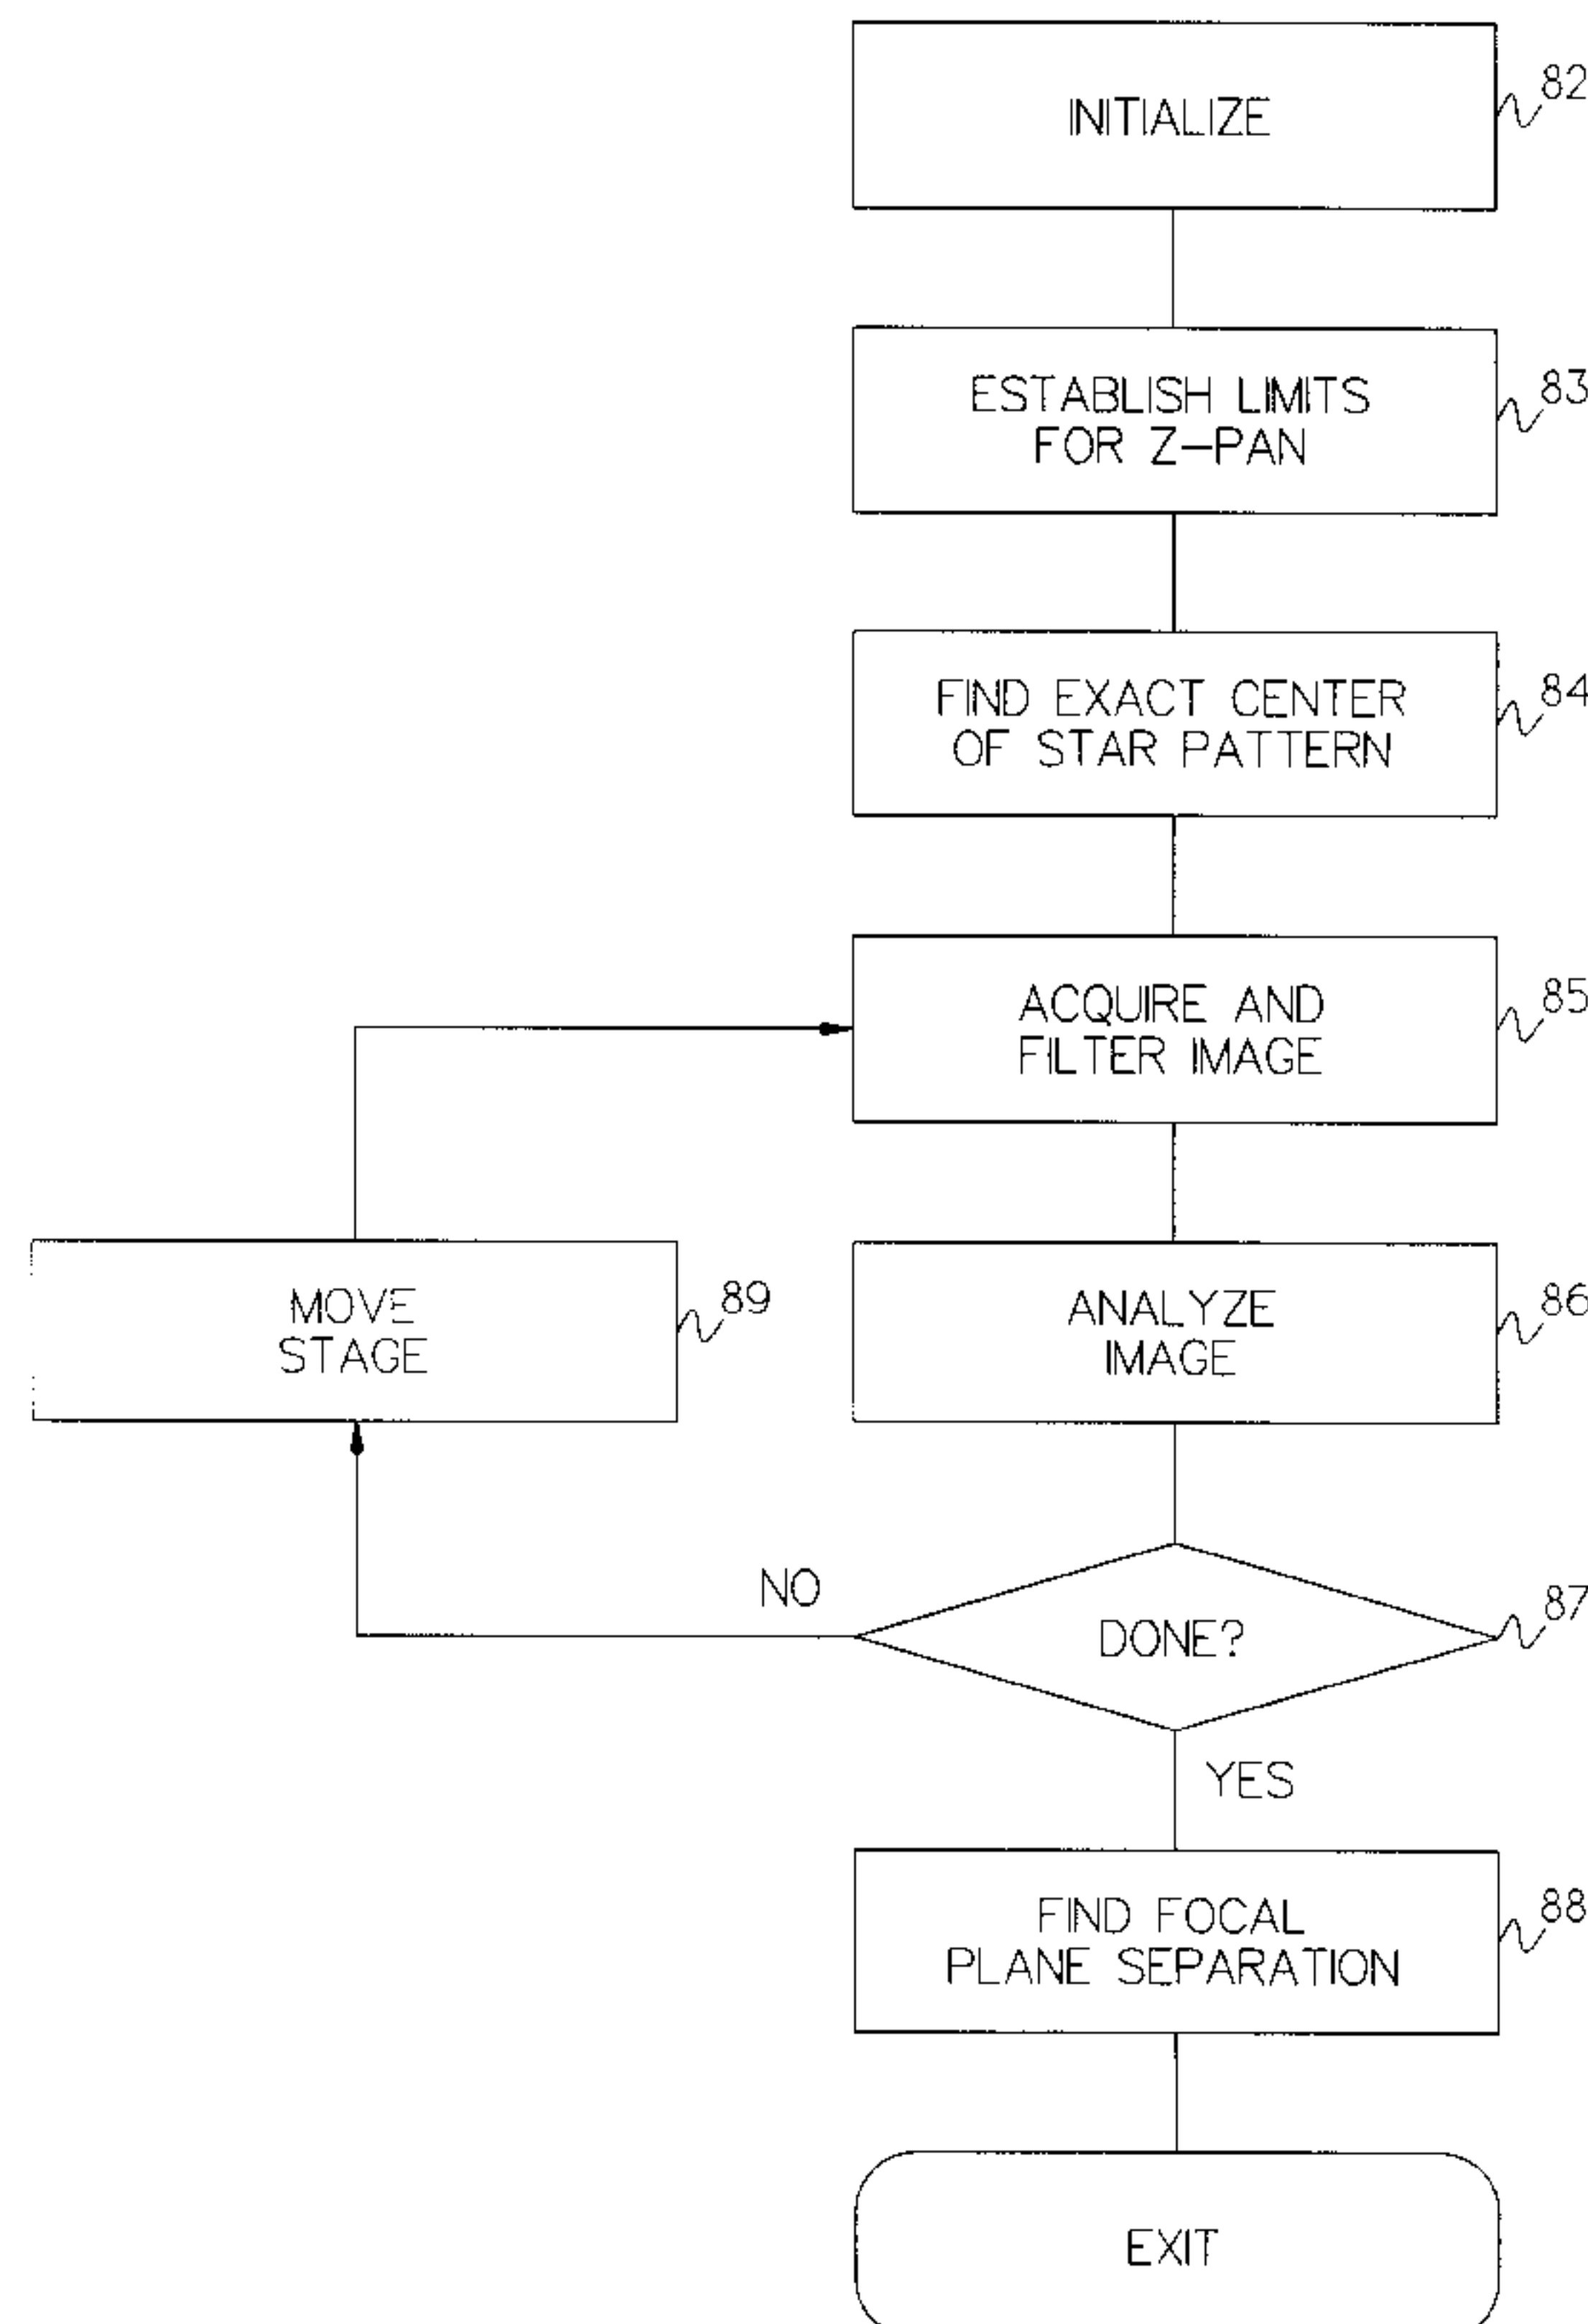 INITIALIZE
82
ESTABLISH LIMITS
FOR Z-PAN
83
FIND EXACT CENTER
OF STAR PATTERN
84
ACQUIRE AND
FILTER IMAGE
85
MOVE
STAGE
89
ANALYZE
IMAGE
86
NO
DONE?
87
YES
FIND FOCAL
PLANE SEPARATION
88
EXIT